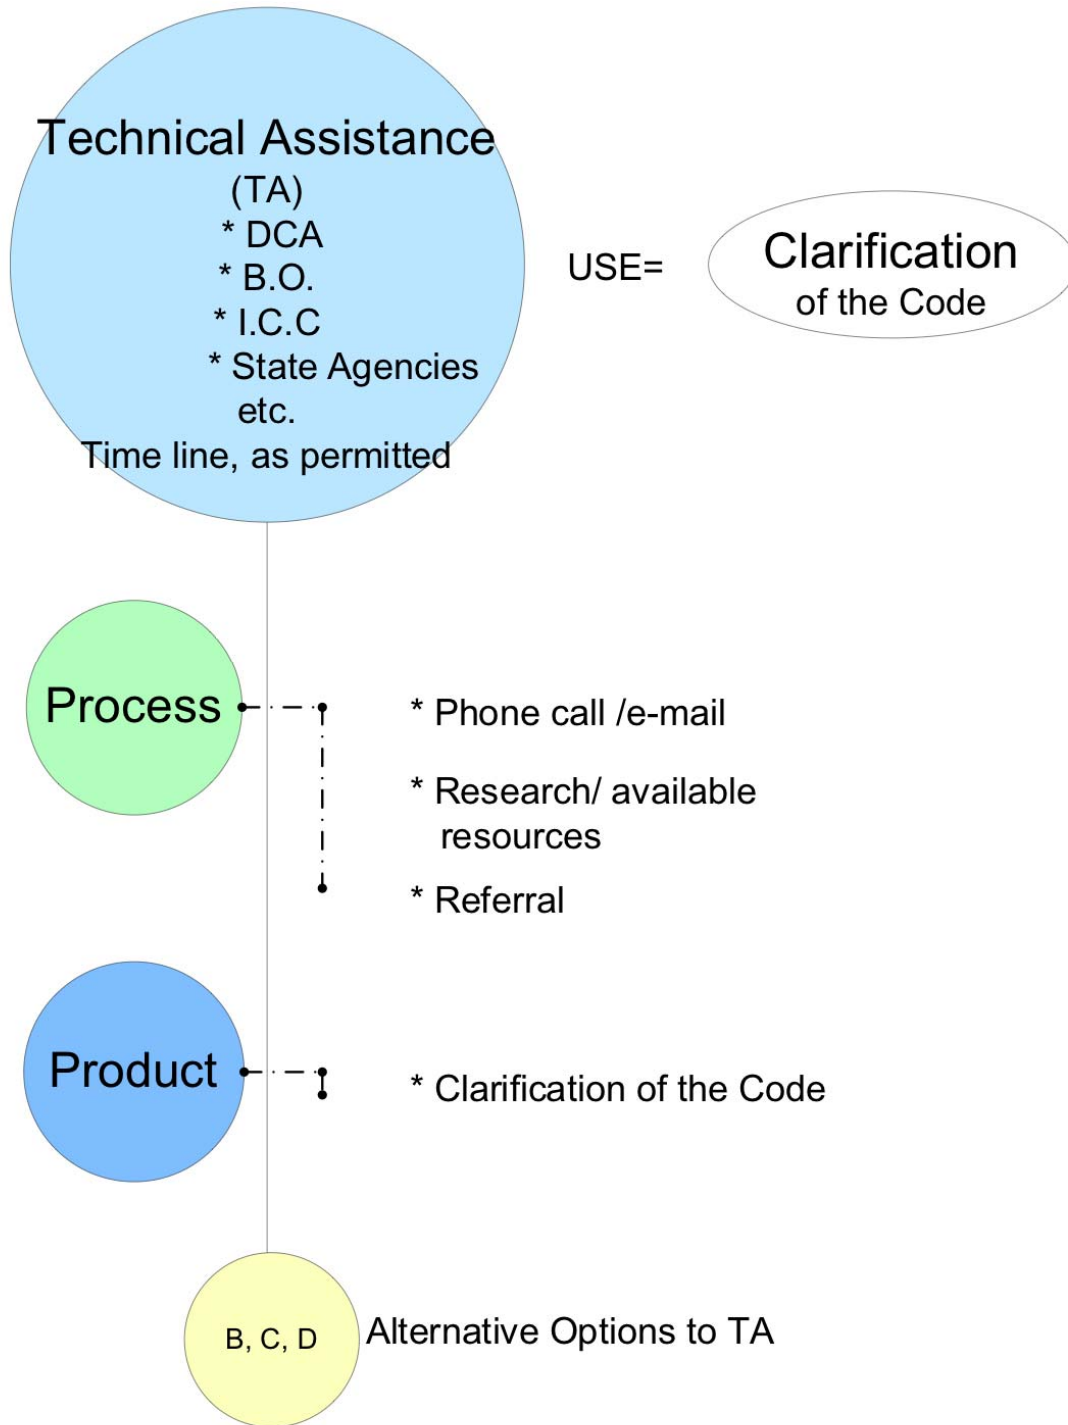 Technical Assistance
(TA)
* DCA
* B.O.
* I.C.C
* State Agencies
etc.
Time line, as permitted
USE=
Clarification
of the Code
Process
* Phone call /e-mail
* Research/ available
resources
* Referral
Product
* Clarification of the Code
B, C, D
Alternative Options to TA